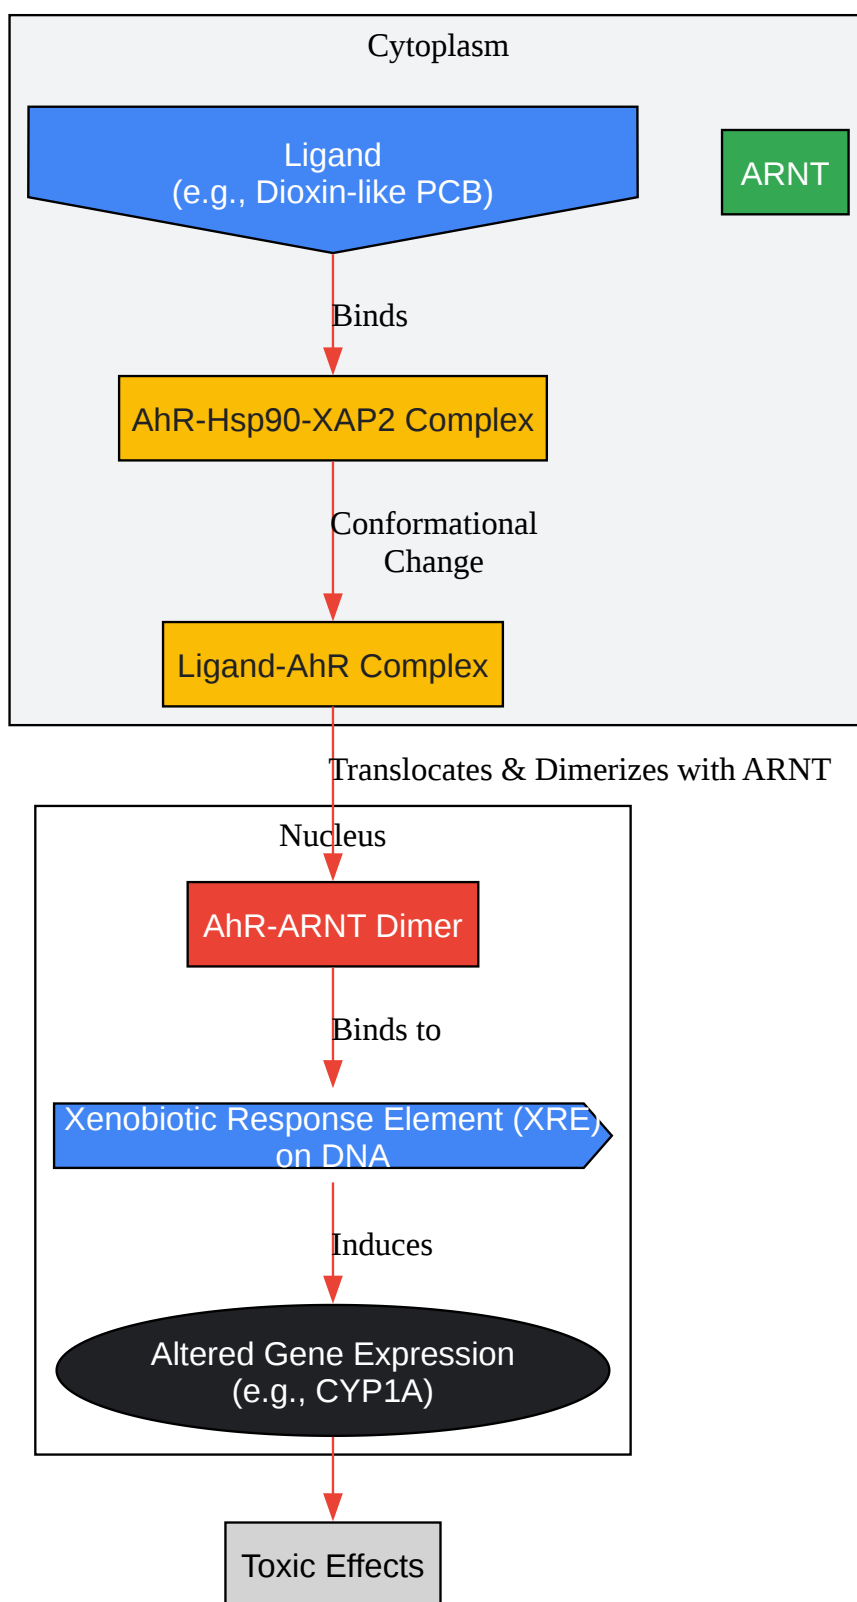 Cytoplasm
Ligand
(e.g., Dioxin-like PCB)
ARNT
Binds
AhR-Hsp90-XAP2 Complex
Conformational
Change
Ligand-AhR Complex
Translocates & Dimerizes with ARNT
Nucleus
AhR-ARNT Dimer
Binds to
Xenobiotic Response Element (XRE)
on DNA
Induces
Altered Gene Expression
(e.g., CYP1A)
Toxic Effects